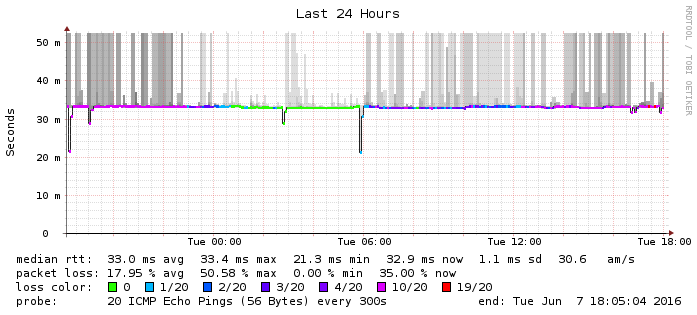 Last 24 Hours
RRDTOOL / TOBI OETIKER
Seconds
50 m
40 m
30 m
20 m
10 m
0
Tue 00:00 Tue 06:00 Tue 12:00 Tue 18:00
median rtt: 33.0 ms avg 33.4 ms max 21.3 ms min 32.9 ms now 1.1 ms sd 30.6 am/s
packet loss: 17.95 % avg 50.58 % max 0.00 % min 35.00 % now
loss color: 0 1/20 2/20 3/20 4/20 10/20 19/20
probe: 20 ICMP Echo Pings (56 Bytes) every 300s end: Tue Jun 7 18:05:04 2016